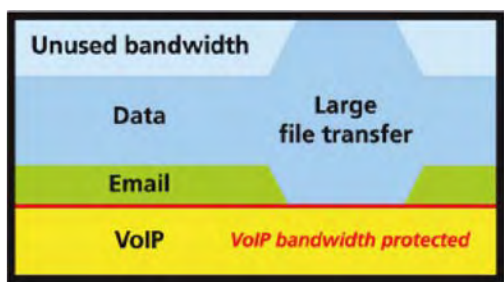 Unused bandwidth
Data
Large
file transfer
Email
VoIP
VoIP bandwidth protected